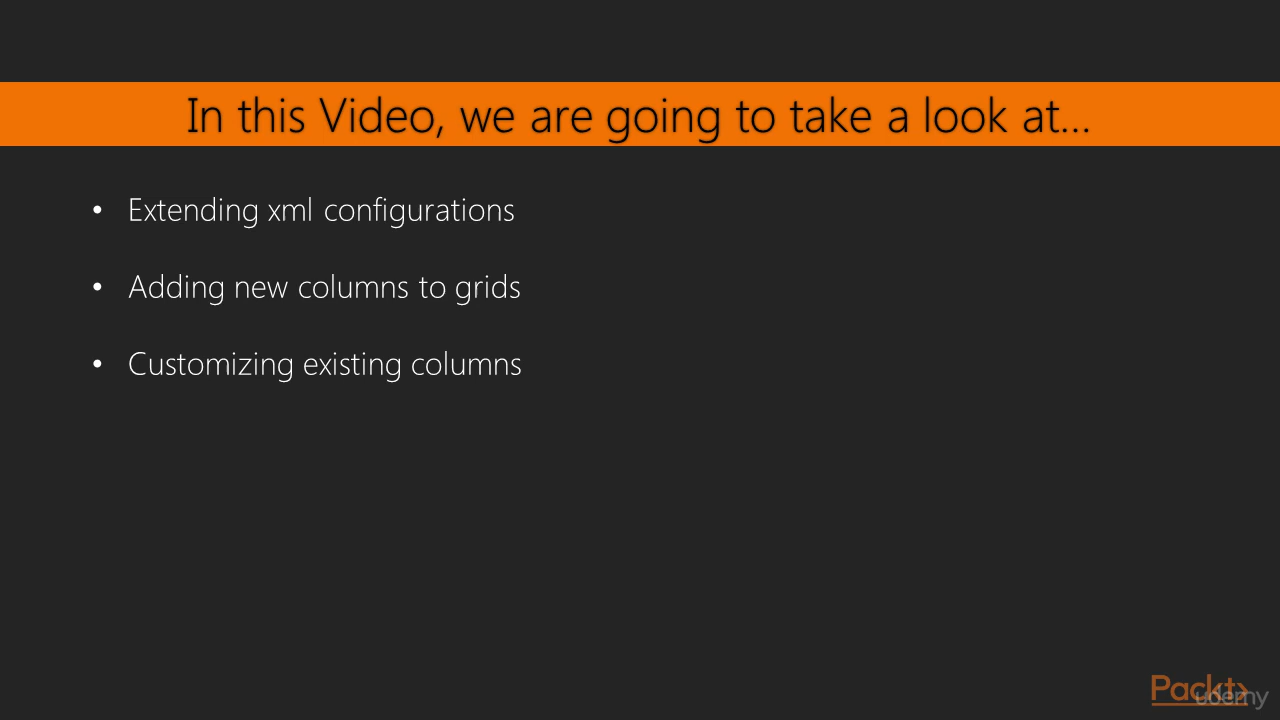 In this Video, we are going to take a look at...
• Extending xml configurations
• Adding new columns to grids
• Customizing existing columns
Packt>
udemy